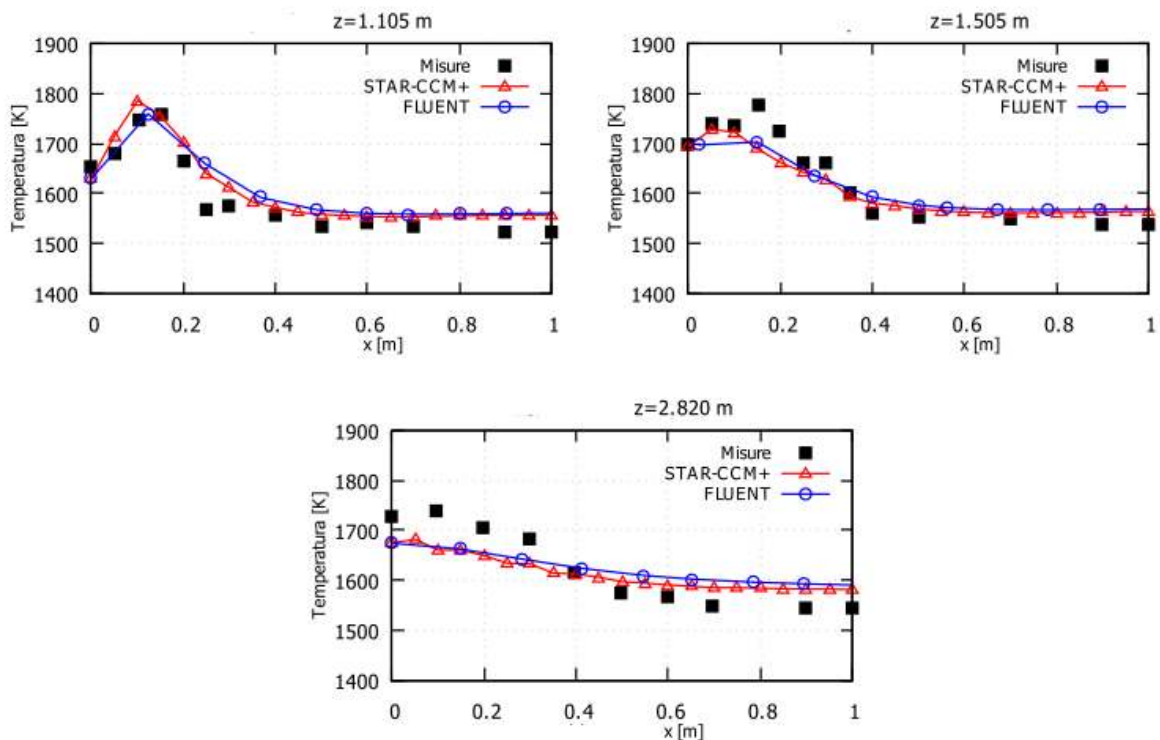 z=1.105 m
1900
1800
1700
1600
1500
1400
Temperatura [K]
Misure
STAR-CCM+
FLUENT
0 0.2 0.4 0.6 0.8 1
x [m]
z=1.505 m
1900
1800
1700
1600
1500
1400
Temperatura [K]
Misure
STAR-CCM+
FLUENT
0 0.2 0.4 0.6 0.8 1
x [m]
z=2.820 m
1900
1800
1700
1600
1500
1400
Temperatura [K]
Misure
STAR-CCM+
FLUENT
0 0.2 0.4 0.6 0.8 1
x [m]